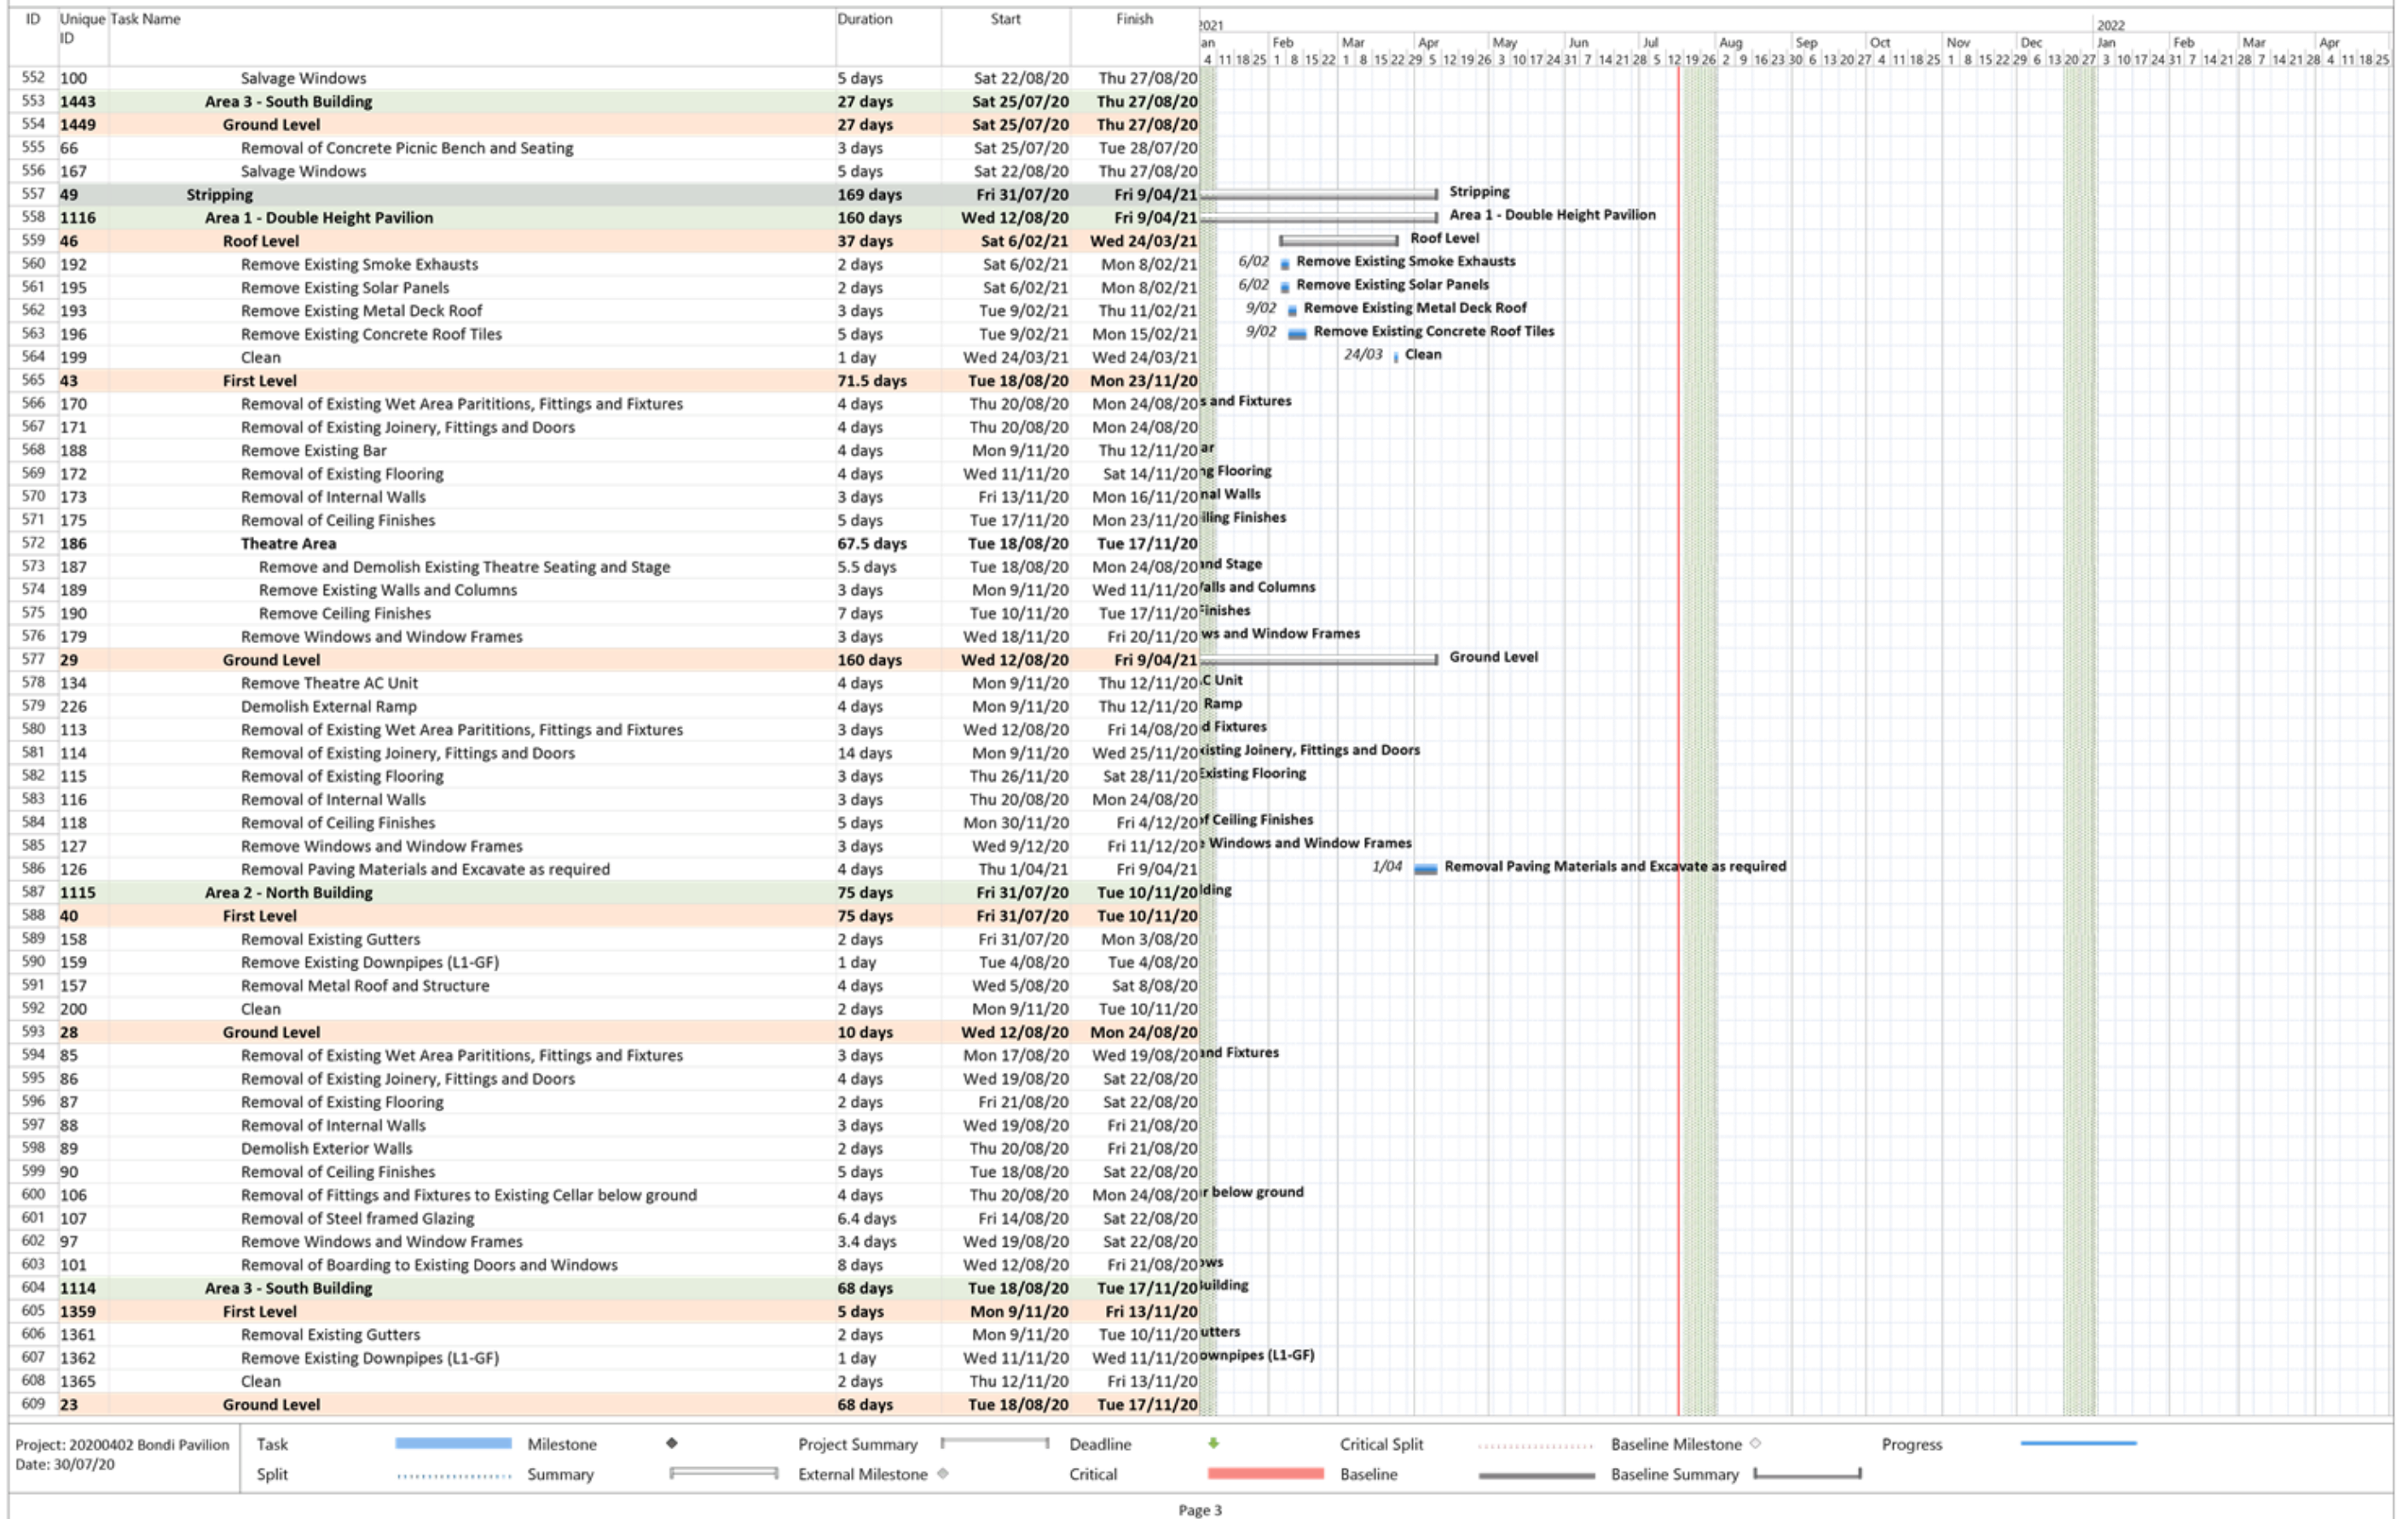 ID Unique Task Name Duration Start Finish 2021 2022
ID an Feb Mar Apr May Jun Jul Aug Sep Oct Nov Dec Jan Feb Mar Apr
4 11 18 25 1 8 15 22 1 8 15 22 29 5 12 19 26 3 10 17 24 31 7 14 21 28 5 12 19 26 2 9 16 23 30 6 13 20 27 4 11 18 25 1 8 15 22 29 6 13 20 27 3 10 17 24 31 7 14 21 28 7 14 21 28 4 11 18 25
552 100 Salvage Windows 5 days Sat 22/08/20 Thu 27/08/20
553 1443 Area 3 - South Building 27 days Sat 25/07/20 Thu 27/08/20
554 1449 Ground Level 27 days Sat 25/07/20 Thu 27/08/20
555 66 Removal of Concrete Picnic Bench and Seating 3 days Sat 25/07/20 Tue 28/07/20
556 167 Salvage Windows 5 days Sat 22/08/20 Thu 27/08/20
557 49 Stripping 169 days Fri 31/07/20 Fri 9/04/21 Stripping
558 1116 Area 1 - Double Height Pavilion 160 days Wed 12/08/20 Fri 9/04/21 Area 1 - Double Height Pavilion
559 46 Roof Level 37 days Sat 6/02/21 Wed 24/03/21 Roof Level
560 192 Remove Existing Smoke Exhausts 2 days Sat 6/02/21 Mon 8/02/21 6/02 Remove Existing Smoke Exhausts
561 195 Remove Existing Solar Panels 2 days Sat 6/02/21 Mon 8/02/21 6/02 Remove Existing Solar Panels
562 193 Remove Existing Metal Deck Roof 3 days Tue 9/02/21 Thu 11/02/21 9/02 Remove Existing Metal Deck Roof
563 196 Remove Existing Concrete Roof Tiles 5 days Tue 9/02/21 Mon 15/02/21 9/02 Remove Existing Concrete Roof Tiles
564 199 Clean 1 day Wed 24/03/21 Wed 24/03/21 24/03 Clean
565 43 First Level 71.5 days Tue 18/08/20 Mon 23/11/20
566 170 Removal of Existing Wet Area Paritions, Fittings and Fixtures 4 days Thu 20/08/20 Mon 24/08/20 s and Fixtures
567 171 Removal of Existing Joinery, Fittings and Doors 4 days Thu 20/08/20 Mon 24/08/20
568 188 Remove Existing Bar 4 days Mon 9/11/20 Thu 12/11/20 ar
569 172 Removal of Existing Flooring 4 days Wed 11/11/20 Sat 14/11/20 ng Flooring
570 173 Removal of Internal Walls 3 days Fri 13/11/20 Mon 16/11/20 nal Walls
571 175 Removal of Ceiling Finishes 5 days Tue 17/11/20 Mon 23/11/20 iling Finishes
572 186 Theatre Area 67.5 days Tue 18/08/20 Tue 17/11/20
573 187 Remove and Demolish Existing Theatre Seating and Stage 5.5 days Tue 18/08/20 Mon 24/08/20 and Stage
574 189 Remove Existing Walls and Columns 3 days Mon 9/11/20 Wed 11/11/20 Walls and Columns
575 190 Remove Ceiling Finishes 7 days Tue 10/11/20 Tue 17/11/20 Finishes
576 179 Remove Windows and Window Frames 3 days Wed 18/11/20 Fri 20/11/20 ws and Window Frames
577 29 Ground Level 160 days Wed 12/08/20 Fri 9/04/21 Ground Level
578 134 Remove Theatre AC Unit 4 days Mon 9/11/20 Thu 12/11/20 C Unit
579 226 Demolish External Ramp 4 days Mon 9/11/20 Thu 12/11/20 Ramp
580 113 Removal of Existing Wet Area Parititions, Fittings and Fixtures 3 days Wed 12/08/20 Fri 14/08/20 d Fixtures
581 114 Removal of Existing Joinery, Fittings and Doors 14 days Mon 9/11/20 Wed 25/11/20 xisting Joinery, Fittings and Doors
582 115 Removal of Existing Flooring 3 days Thu 26/11/20 Sat 28/11/20 Existing Flooring
583 116 Removal of Internal Walls 3 days Thu 20/08/20 Mon 24/08/20
584 118 Removal of Ceiling Finishes 5 days Mon 30/11/20 Fri 4/12/20 of Ceiling Finishes
585 127 Remove Windows and Window Frames 3 days Wed 9/12/20 Fri 11/12/20 e Windows and Window Frames
586 126 Removal Paving Materials and Excavate as required 4 days Thu 1/04/21 Fri 9/04/21 1/04 Removal Paving Materials and Excavate as required
587 1115 Area 2 - North Building 75 days Fri 31/07/20 Tue 10/11/20 lding
588 40 First Level 75 days Fri 31/07/20 Tue 10/11/20
589 158 Removal Existing Gutters 2 days Fri 31/07/20 Mon 3/08/20
590 159 Remove Existing Downpipes (L1-GF) 1 day Tue 4/08/20 Tue 4/08/20
591 157 Removal Metal Roof and Structure 4 days Wed 5/08/20 Sat 8/08/20
592 200 Clean 2 days Mon 9/11/20 Tue 10/11/20
593 28 Ground Level 10 days Wed 12/08/20 Mon 24/08/20
594 85 Removal of Existing Wet Area Parititions, Fittings and Fixtures 3 days Mon 17/08/20 Wed 19/08/20 and Fixtures
595 86 Removal of Existing Joinery, Fittings and Doors 4 days Wed 19/08/20 Sat 22/08/20
596 87 Removal of Existing Flooring 2 days Fri 21/08/20 Sat 22/08/20
597 88 Removal of Internal Walls 3 days Wed 19/08/20 Fri 21/08/20
598 89 Demolish Exterior Walls 2 days Thu 20/08/20 Fri 21/08/20
599 90 Removal of Ceiling Finishes 5 days Tue 18/08/20 Sat 22/08/20
600 106 Removal of Fittings and Fixtures to Existing Cellar below ground 4 days Thu 20/08/20 Mon 24/08/20 r below ground
601 107 Removal of Steel framed Glazing 6.4 days Fri 14/08/20 Sat 22/08/20
602 97 Remove Windows and Window Frames 3.4 days Wed 19/08/20 Sat 22/08/20
603 101 Removal of Boarding to Existing Doors and Windows 8 days Wed 12/08/20 Fri 21/08/20 ows
604 1114 Area 3 - South Building 68 days Tue 18/08/20 Tue 17/11/20 Building
605 1359 First Level 5 days Mon 9/11/20 Fri 13/11/20
606 1361 Removal Existing Gutters 2 days Mon 9/11/20 Tue 10/11/20 utters
607 1362 Remove Existing Downpipes (L1-GF) 1 day Wed 11/11/20 Wed 11/11/20 ownpipes (L1-GF)
608 1365 Clean 2 days Thu 12/11/20 Fri 13/11/20
609 23 Ground Level 68 days Tue 18/08/20 Tue 17/11/20
Project: 20200402 Bondi Pavilion
Date: 30/07/20
Task Milestone Project Summary Deadline Critical Split Baseline Milestone Progress
Split Summary External Milestone Critical Baseline Baseline Summary
Page 3